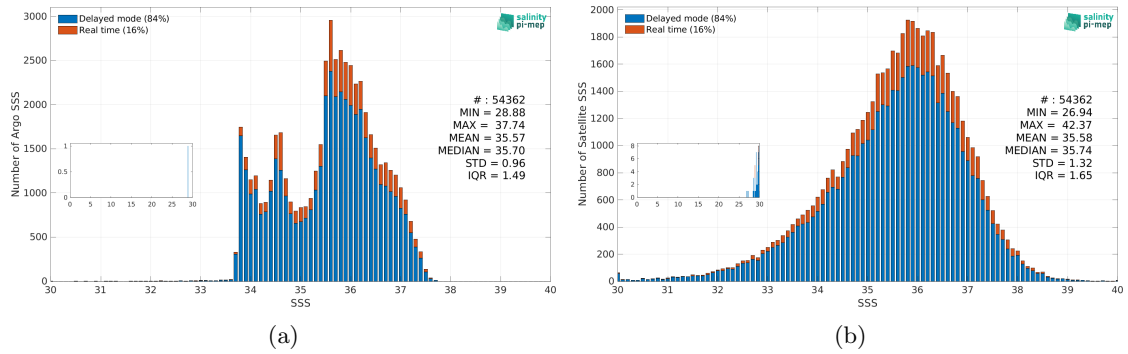 Delayed mode (84%)
Real time (16%)
salinity
pi-mep
Number of Argo SSS
3000
2500
2000
1500
1000
500
0
# : 54362
MIN = 28.88
MAX = 37.74
MEAN = 35.57
MEDIAN = 35.70
STD = 0.96
IQR = 1.49
1
0.5
0
0 5 10 15 20 25 30
30 31 32 33 34 35 36 37 38 39 40
SSS
(a)
Delayed mode (84%)
Real time (16%)
salinity
pi-mep
Number of Satellite SSS
2000
1800
1600
1400
1200
1000
800
600
400
200
0
# : 54362
MIN = 26.94
MAX = 42.37
MEAN = 35.58
MEDIAN = 35.74
STD = 1.32
IQR = 1.65
8
6
4
2
0
0 5 10 15 20 25 30
30 31 32 33 34 35 36 37 38 39 40
SSS
(b)